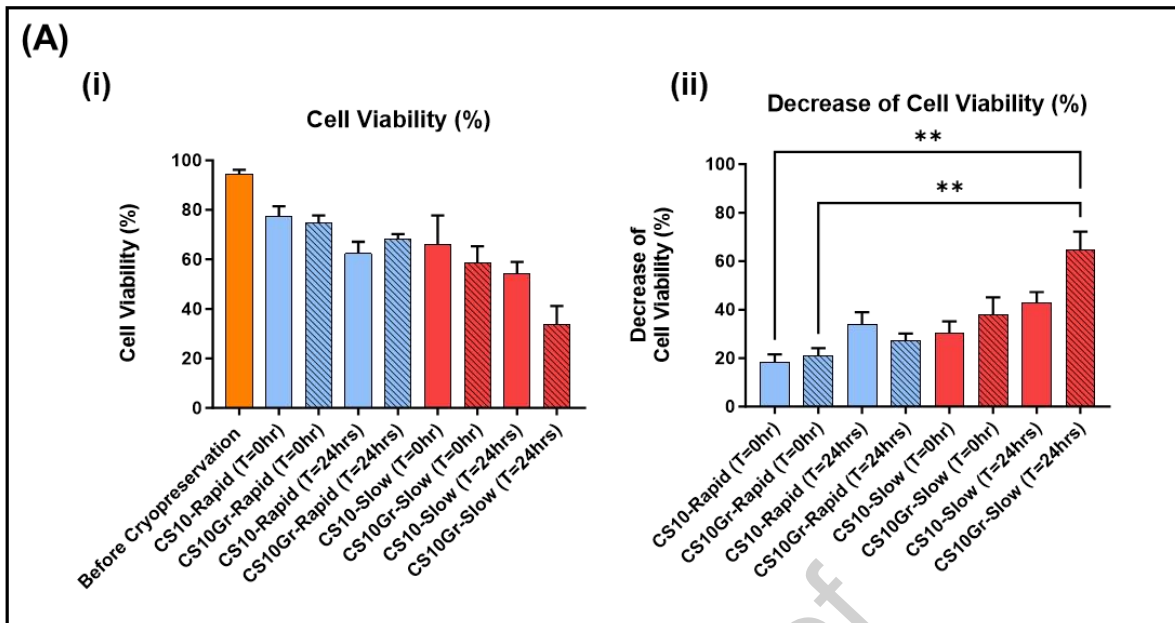 (A)
(i)
Cell Viability (%)
Cell Viability (%)
100
80
60
40
20
0
Before Cryopreservation
CS10-Rapid (T=0hr)
CS10Gr-Rapid (T=0hr)
CS10-Rapid (T=24hrs)
CS10Gr-Rapid (T=24hrs)
CS10-Slow (T=0hr)
CS10Gr-Slow (T=0hr)
CS10-Slow (T=24hrs)
CS10Gr-Slow (T=24hrs)
(ii)
Decrease of Cell Viability (%)
**
**
Decrease of
Cell Viability (%)
100
80
60
40
20
0
CS10-Rapid (T=0hr)
CS10Gr-Rapid (T=0hr)
CS10-Rapid (T=24hrs)
CS10Gr-Rapid (T=24hrs)
CS10-Slow (T=0hr)
CS10Gr-Slow (T=0hr)
CS10-Slow (T=24hrs)
CS10Gr-Slow (T=24hrs)